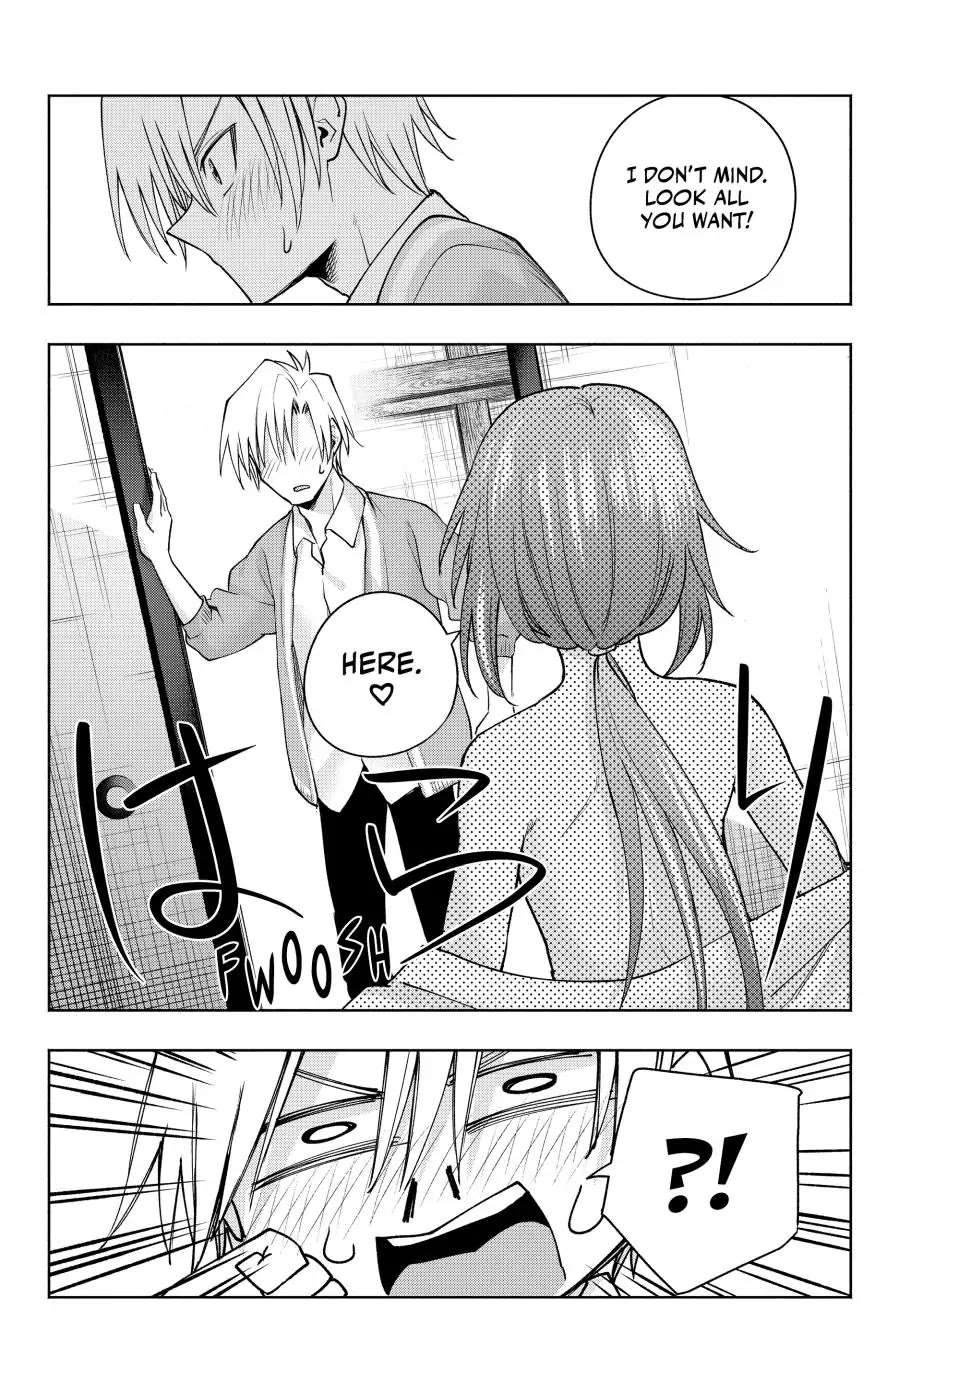 I DON'T MIND.
LOOK ALL
YOU WANT!
HERE.
♡
はらり
FWOOSH
?!